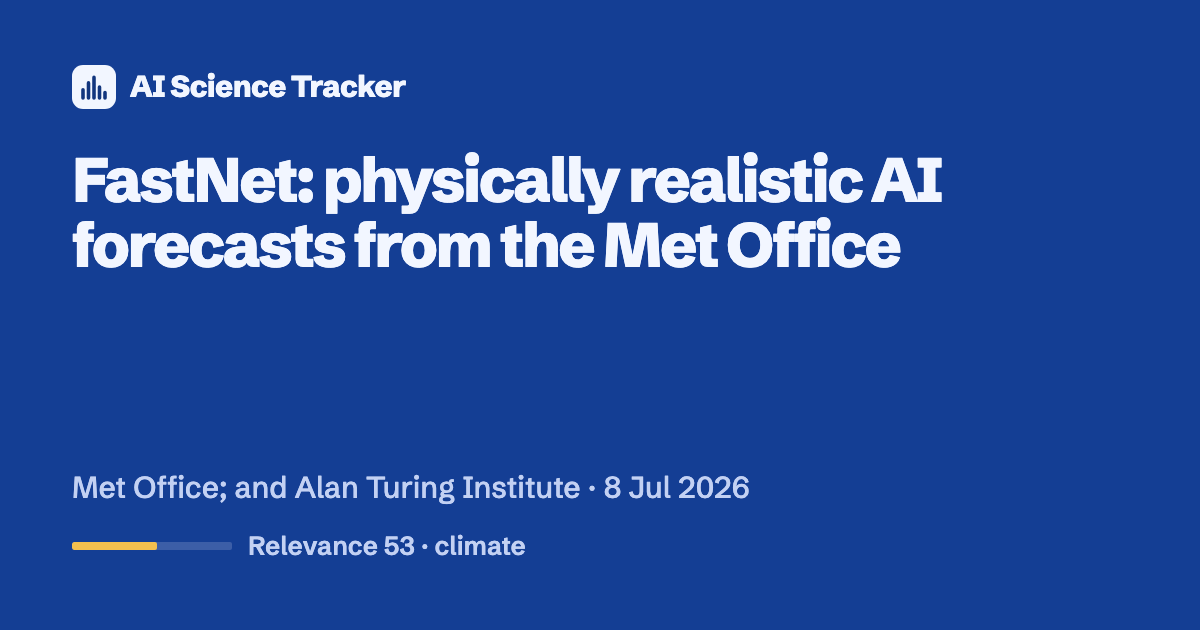 AI Science Tracker
FastNet: physically realistic AI
forecasts from the Met Office
Met Office; and Alan Turing Institute · 8 Jul 2026
Relevance 53 · climate